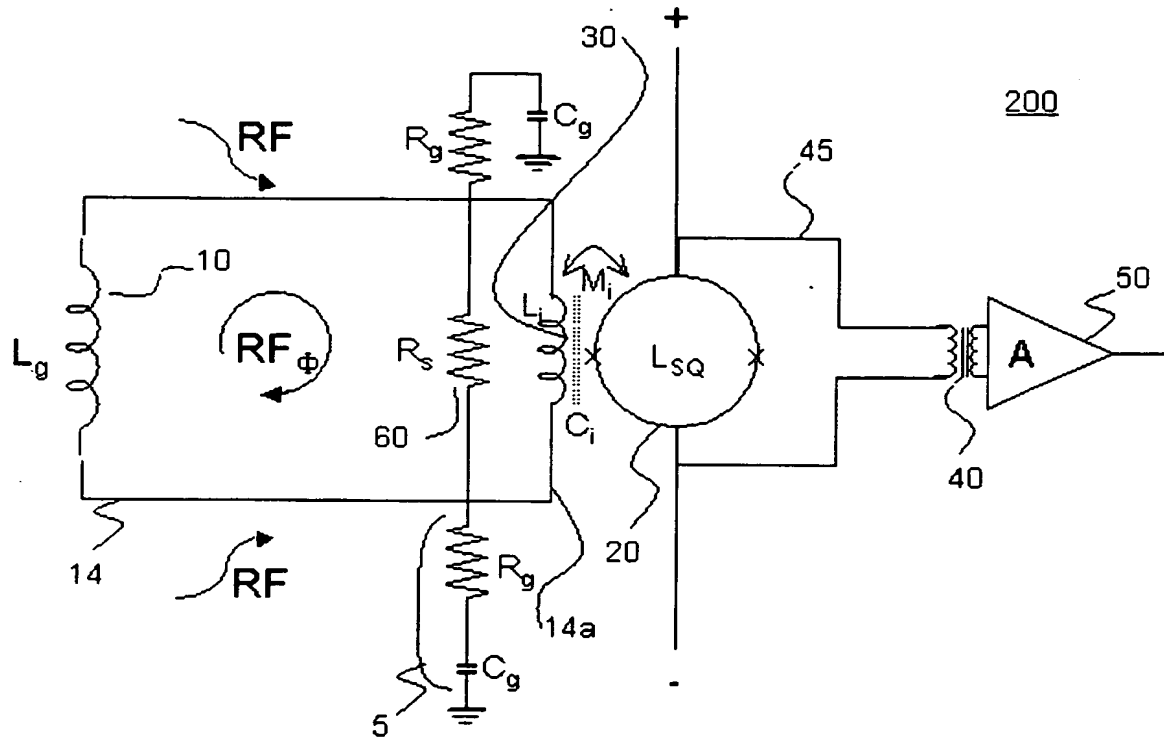 +
30
200
RF
R_g
C_g
45
10
M_i
50
L_i
L_g
RF_Φ
R_s
L_SQ
A
60
C_i
40
14
RF
R_g
20
14a
C_g
5
-